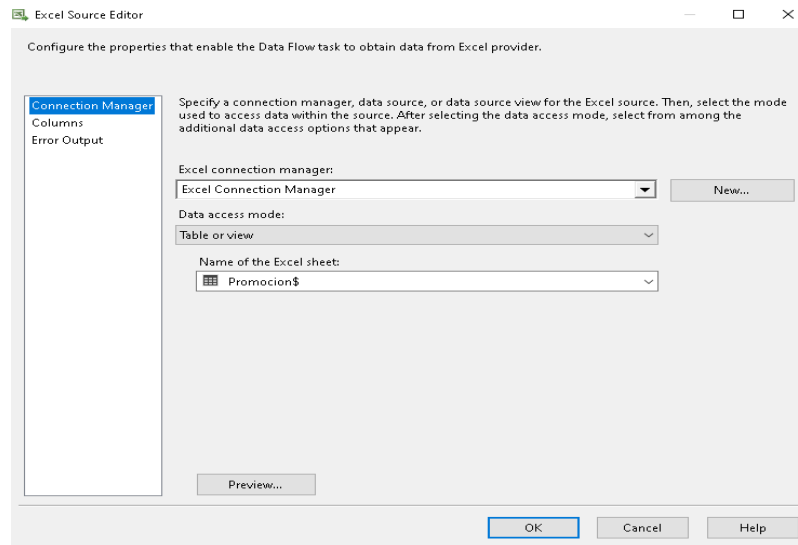 Excel Source Editor
Configure the properties that enable the Data Flow task to obtain data from Excel provider.
Connection Manager
Columns
Error Output
Specify a connection manager, data source, or data source view for the Excel source. Then, select the mode
used to access data within the source. After selecting the data access mode, select from among the
additional data access options that appear.
Excel connection manager:
Excel Connection Manager
New...
Data access mode:
Table or view
Name of the Excel sheet:
Promocion$
Preview...
OK
Cancel
Help